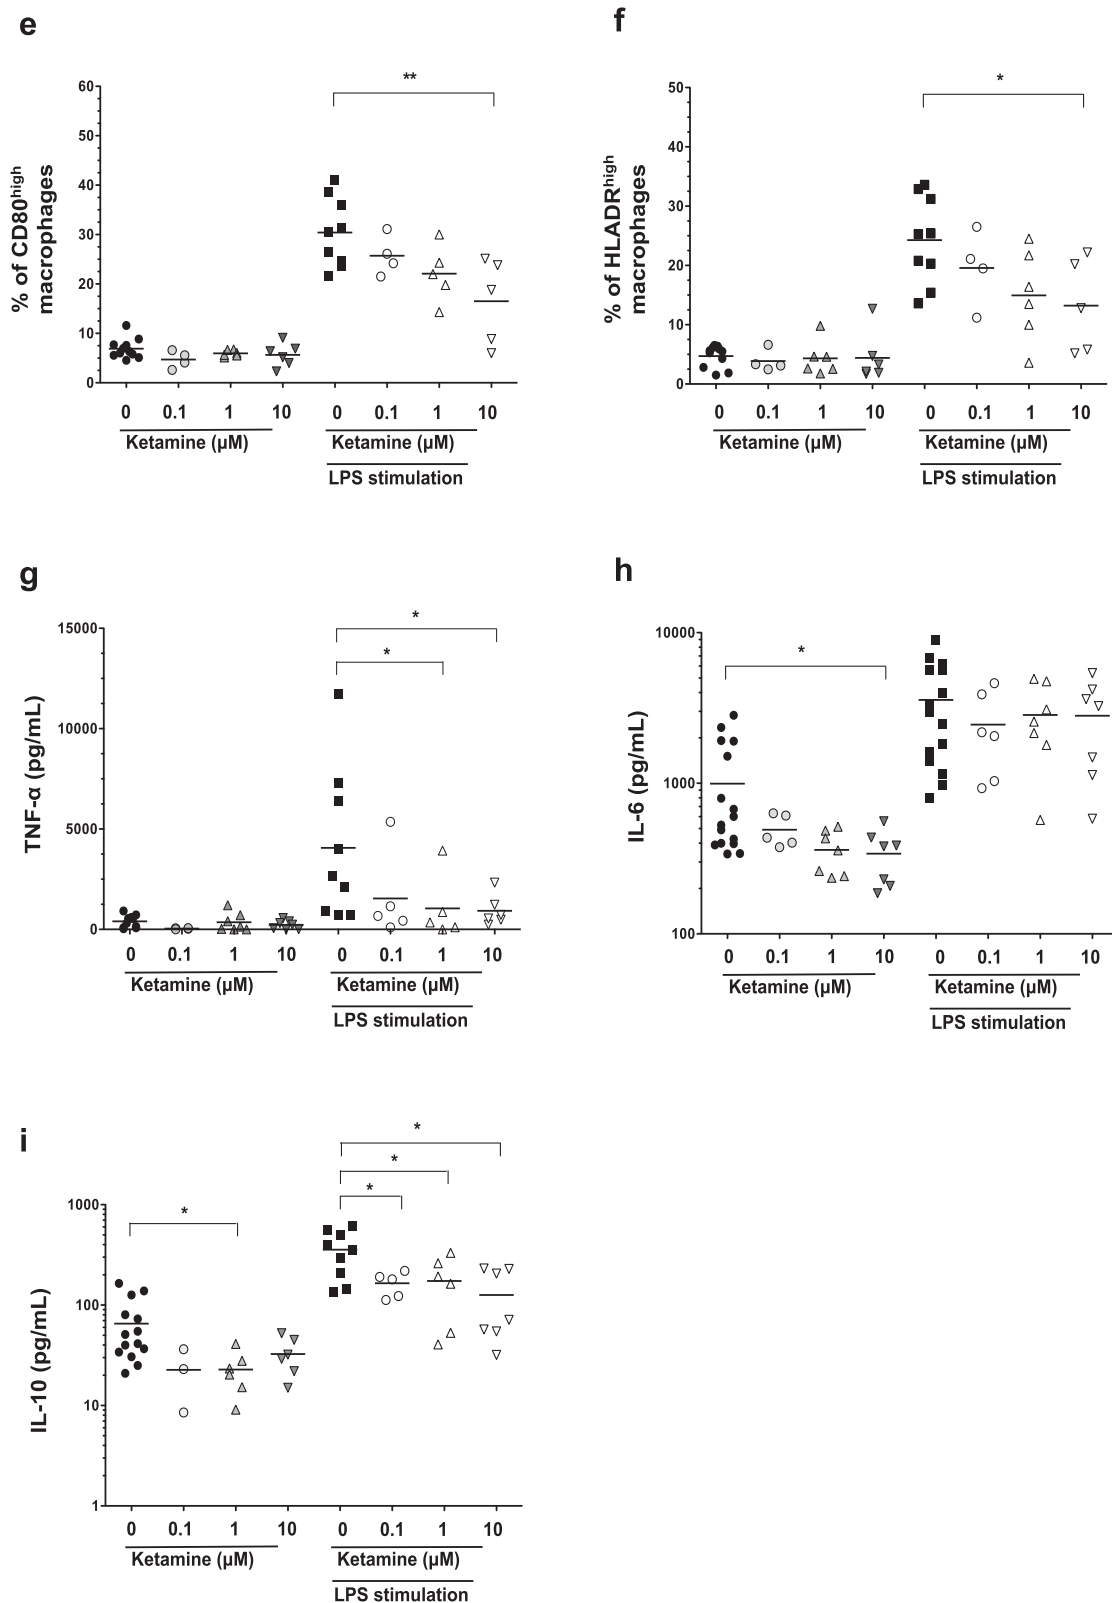 e
% of CD80high
macrophages
60
50
40
30
20
10
0
**
0 0.1 1 10 0 0.1 1 10
Ketamine (µM) Ketamine (µM)
LPS stimulation
f
% of HLADRhigh
macrophages
50
40
30
20
10
0
*
0 0.1 1 10 0 0.1 1 10
Ketamine (µM) Ketamine (µM)
LPS stimulation
g
TNF-α (pg/mL)
15000
10000
5000
0
*
*
0 0.1 1 10 0 0.1 1 10
Ketamine (µM) Ketamine (µM)
LPS stimulation
h
IL-6 (pg/mL)
10000
1000
100
*
0 0.1 1 10 0 0.1 1 10
Ketamine (µM) Ketamine (µM)
LPS stimulation
i
IL-10 (pg/mL)
1000
100
10
1
*
*
*
*
0 0.1 1 10 0 0.1 1 10
Ketamine (µM) Ketamine (µM)
LPS stimulation